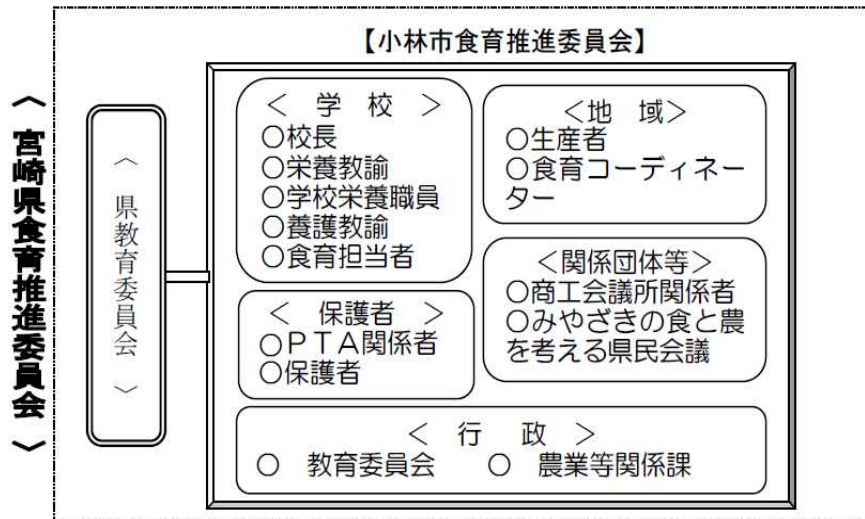 【小林市食育推進委員会】
〈 宮崎県食育推進委員会 〉
〈 県教育委員会 〉
＜ 学 校 ＞
○校長
○栄養教諭
○学校栄養職員
○養護教諭
○食育担当者
＜地 域＞
○生産者
○食育コーディネー
ター
＜ 保護者 ＞
○ＰＴＡ関係者
○保護者
＜関係団体等＞
○商工会議所関係者
○みやざきの食と農
を考える県民会議
＜ 行 政 ＞
○ 教育委員会 ○ 農業等関係課